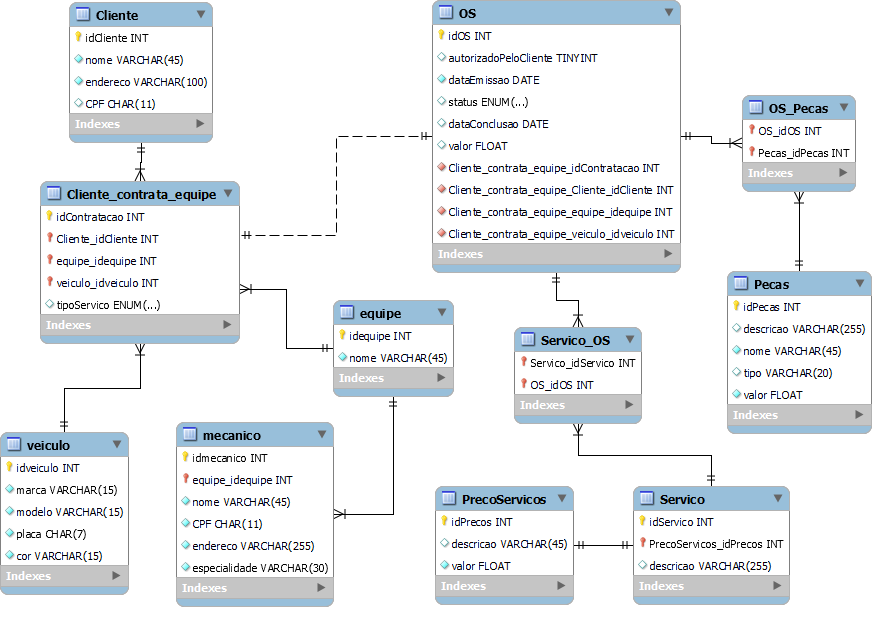 Cliente
idCliente INT
nome VARCHAR(45)
endereco VARCHAR(100)
CPF CHAR(11)
Indexes
OS
idOS INT
autorizadoPeloCliente TINYINT
dataEmissao DATE
status ENUM(...)
dataConclusao DATE
valor FLOAT
Cliente_contrata_equipe_idContratacao INT
Cliente_contrata_equipe_Cliente_idCliente INT
Cliente_contrata_equipe_equipe_idequipe INT
Cliente_contrata_equipe_veiculo_idveiculo INT
Indexes
OS_Pecas
OS_idOS INT
Pecas_idPecas INT
Indexes
Cliente_contrata_equipe
idContratacao INT
Cliente_idCliente INT
equipe_idequipe INT
veiculo_idveiculo INT
tipoServico ENUM(...)
Indexes
equipe
idequipe INT
nome VARCHAR(45)
Indexes
Servico_OS
Servico_idServico INT
OS_idOS INT
Indexes
Pecas
idPecas INT
descricao VARCHAR(255)
nome VARCHAR(45)
tipo VARCHAR(20)
valor FLOAT
Indexes
veiculo
idveiculo INT
marca VARCHAR(15)
modelo VARCHAR(15)
placa CHAR(7)
cor VARCHAR(15)
Indexes
mecanico
idmecanico INT
equipe_idequipe INT
nome VARCHAR(45)
CPF CHAR(11)
endereco VARCHAR(255)
especialidade VARCHAR(30)
Indexes
PrecoServicos
idPrecos INT
descricao VARCHAR(45)
valor FLOAT
Indexes
Servico
idServico INT
PrecoServicos_idPrecos INT
descricao VARCHAR(255)
Indexes